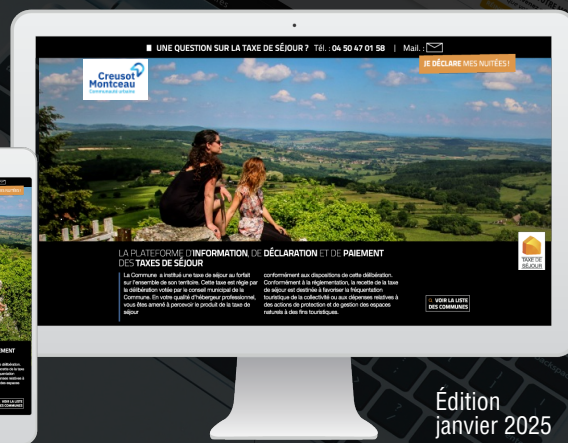 UNE QUESTION SUR LA TAXE DE SÉJOUR ? Tél. : 04 50 47 01 58 | Mail. :
JE DÉCLARE MES NUITÉES !
Creusot
Montceau
Communauté urbaine
LA PLATEFORME D'INFORMATION, DE DÉCLARATION ET DE PAIEMENT
DES TAXES DE SÉJOUR
La Commune a institué une taxe de séjour au forfait
sur l'ensemble de son territoire. Cette taxe est régie par
la délibération votée par le conseil municipal de la
Commune. En votre qualité d'hébergeur professionnel,
vous êtes amené à percevoir le produit de la taxe de
séjour
conformément aux dispositions de cette délibération.
Conformément à la réglementation, la recette de la taxe
de séjour est destinée à favoriser la fréquentation
touristique de la collectivité ou aux dépenses relatives à
des actions de protection et de gestion des espaces
naturels à des fins touristiques.
TAXE DE
SÉJOUR
VOIR LA LISTE
DES COMMUNES
Édition
janvier 2025